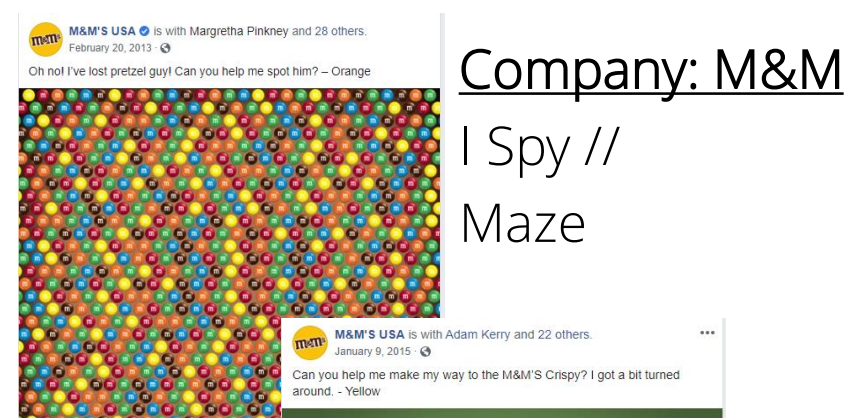 M&M'S USA is with Margretha Pinkney and 28 others.
February 20, 2013 ·
Oh no! I've lost pretzel guy! Can you help me spot him? – Orange
Company: M&M
I Spy //
Maze
m&m's
M&M'S USA is with Adam Kerry and 22 others.
January 9, 2015 ·
Can you help me make my way to the M&M'S Crispy? I got a bit turned
around. - Yellow